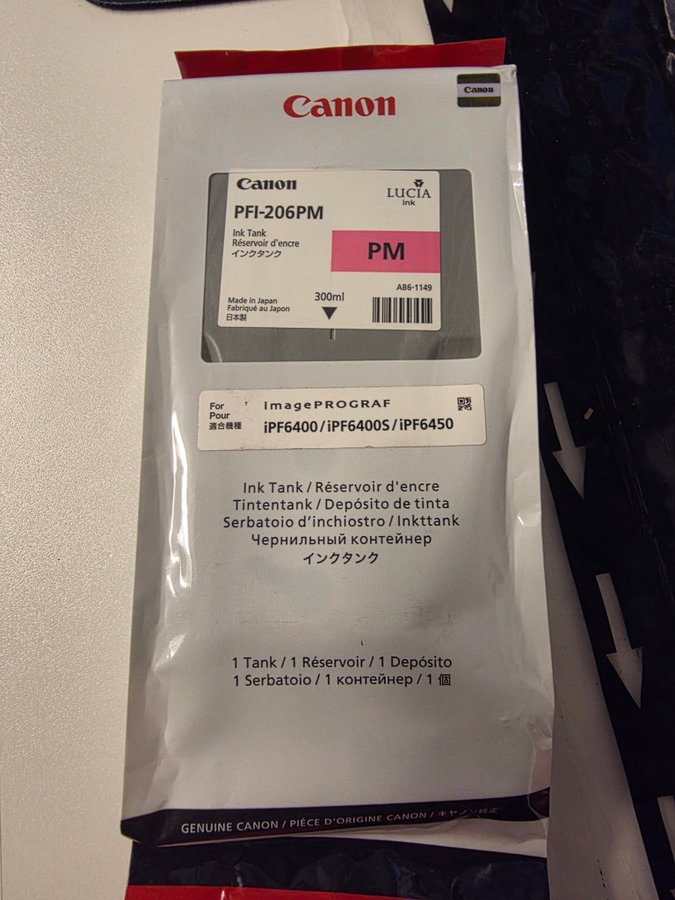 Canon
Canon
Canon
LUCIA
ink
PFI-206PM
Ink Tank
Réservoir d'encre
インクタンク
PM
AB6-1149
Made in Japan
Fabriqué au Japon
日本製
300ml
For
Pour
適合機種
imagePROGRAF
iPF6400/iPF6400S/iPF6450
Ink Tank / Réservoir d'encre
Tintentank / Depósito de tinta
Serbatoio d'inchiostro / Inkttank
Чернильный контейнер
インクタンク
1 Tank / 1 Réservoir / 1 Depósito
1 Serbatoio / 1 контейнер / 1 個
GENUINE CANON / PIÈCE D'ORIGINE CANON / キヤノン純正